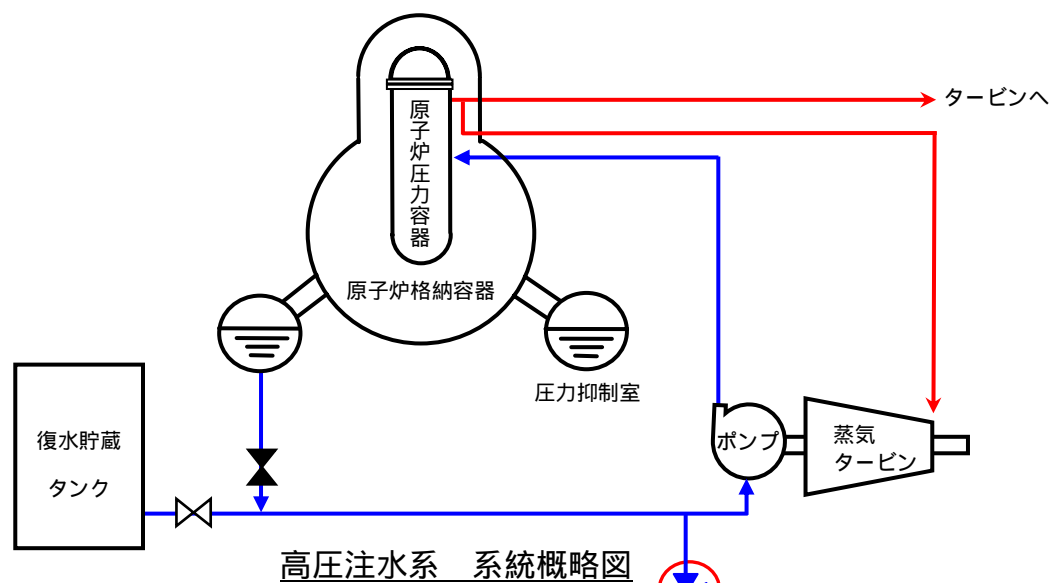 タービンへ
原子炉圧力容器
原子炉格納容器
圧力抑制室
復水貯蔵
タンク
ポンプ
蒸気
タービン
高圧注水系　系統概略図